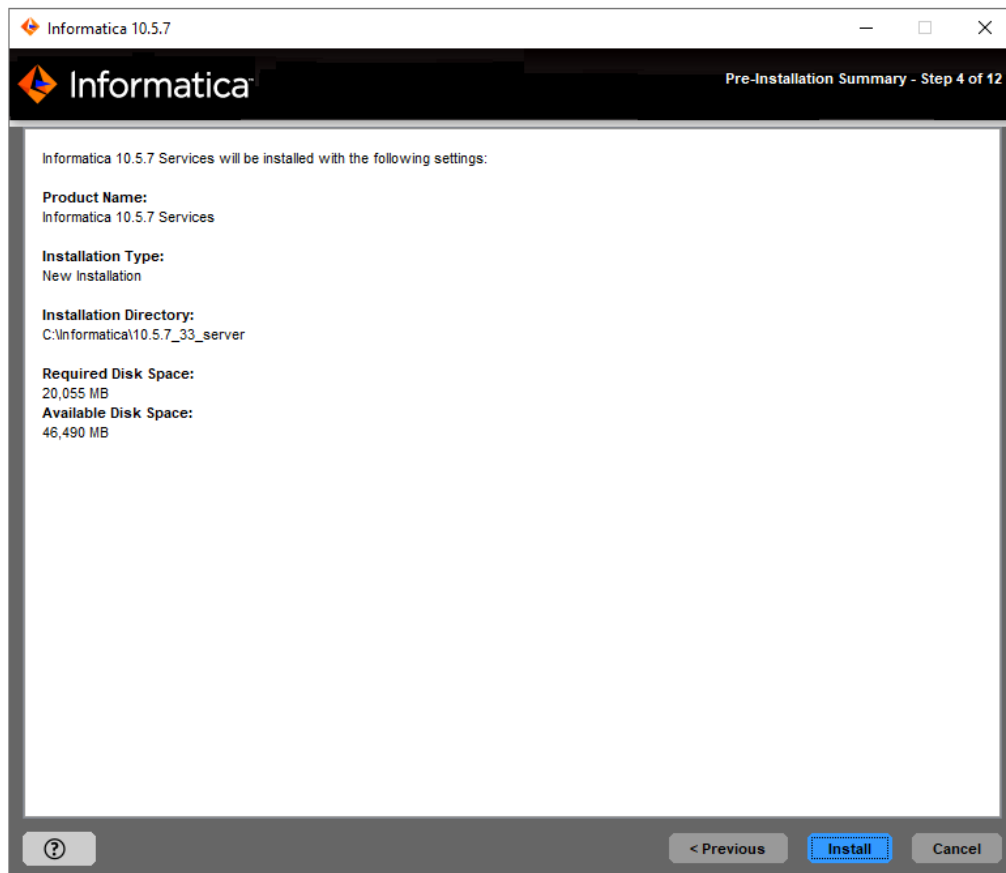 Informatica 10.5.7
Informatica
Pre-Installation Summary - Step 4 of 12
Informatica 10.5.7 Services will be installed with the following settings:
Product Name:
Informatica 10.5.7 Services
Installation Type:
New Installation
Installation Directory:
C:\Informatica\10.5.7_33_server
Required Disk Space:
20,055 MB
Available Disk Space:
46,490 MB
?
< Previous
Install
Cancel